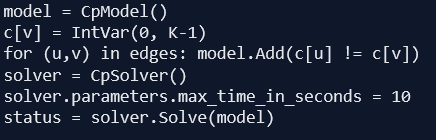 model = CpModel()
c[v] = IntVar(0, K-1)
for (u,v) in edges: model.Add(c[u] != c[v])
solver = CpSolver()
solver.parameters.max_time_in_seconds = 10
status = solver.Solve(model)